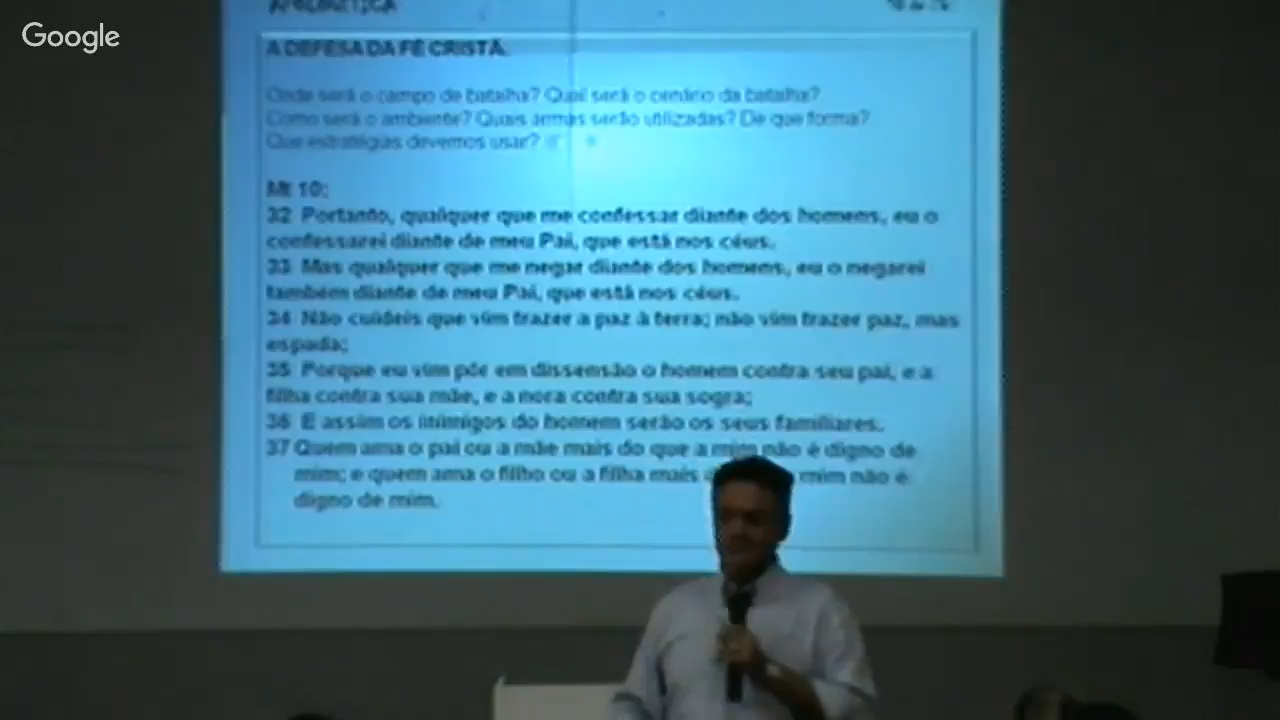 Google
APOLOGÉTICA
A DEFESA DA FÉ CRISTÃ.
Onde será o campo de batalha? Qual será o cenário da batalha?
Como será o ambiente? Quais armas serão utilizadas? De que forma?
Que estratégias devemos usar?
Mt 10:
32 Portanto, qualquer que me confessar diante dos homens, eu o
confessarei diante de meu Pai, que está nos céus.
33 Mas qualquer que me negar diante dos homens, eu o negarei
também diante de meu Pai, que está nos céus.
34 Não cuideis que vim trazer a paz à terra; não vim trazer paz, mas
espada;
35 Porque eu vim pôr em dissensão o homem contra seu pai, e a
filha contra sua mãe, e a nora contra sua sogra;
36 E assim os inimigos do homem serão os seus familiares.
37 Quem ama o pai ou a mãe mais do que a mim não é digno de
mim; e quem ama o filho ou a filha mais mim não é
digno de mim.